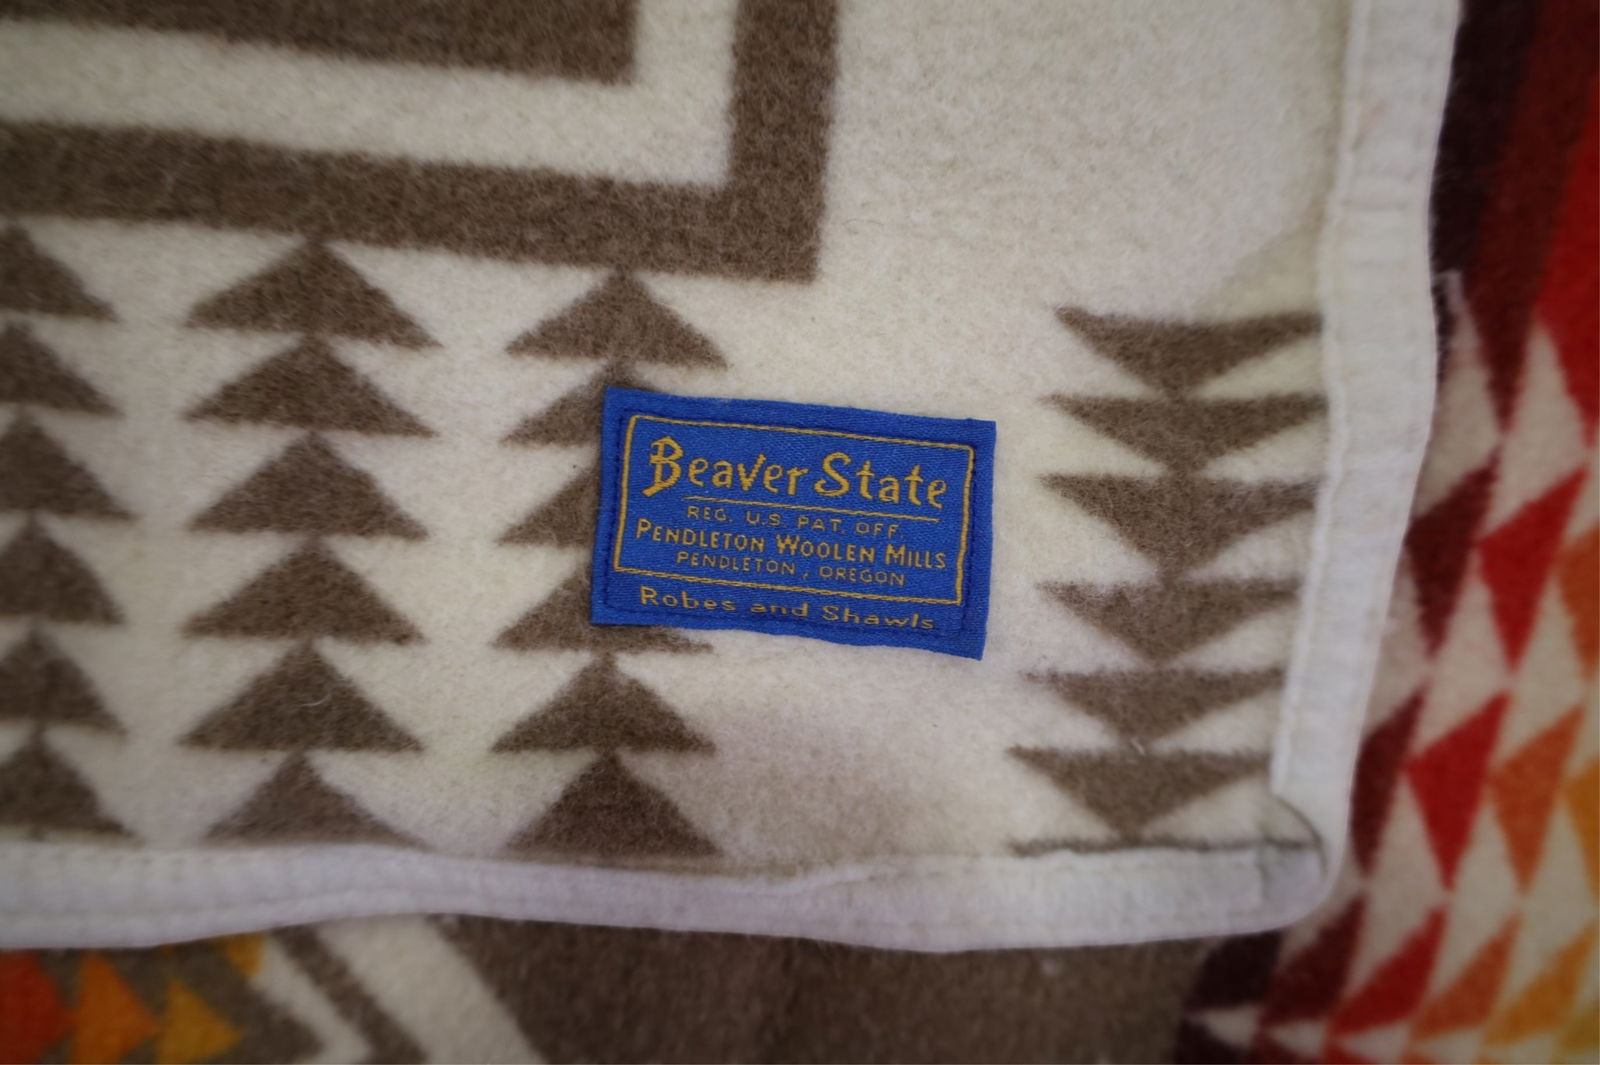 Beaver State
REG. U.S. PAT. OFF.
PENDLETON WOOLEN MILLS
PENDLETON, OREGON
Robes and Shawls